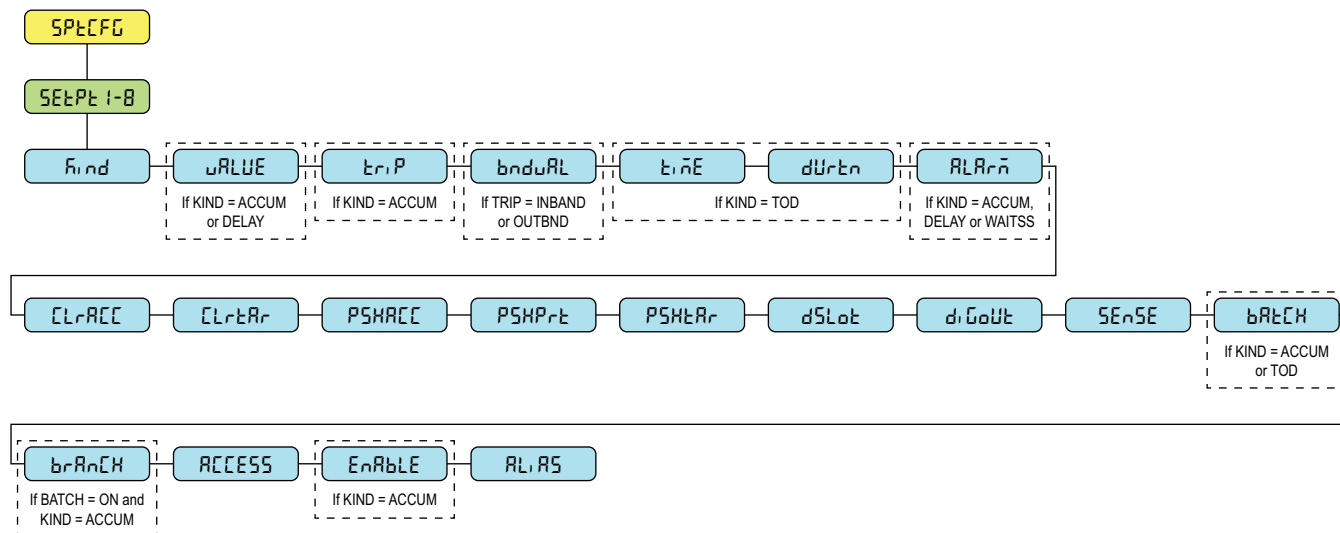 SPtCFG
SEtPt 1-8
Kind
vALUE
triP
bndvAL
tiME
dUrtn
ALArM
If KIND = ACCUM
or DELAY
If KIND = ACCUM
If TRIP = INBAND
or OUTBND
If KIND = TOD
If KIND = ACCUM,
DELAY or WAITSS
CLrACC
CLrtAr
PSHACC
PSHPrt
PSHtAr
dSLot
diGoUt
SEnSE
bAtCH
If KIND = ACCUM
or TOD
brAnCH
ACCESS
EnAbLE
ALiAS
If BATCH = ON and
KIND = ACCUM
If KIND = ACCUM